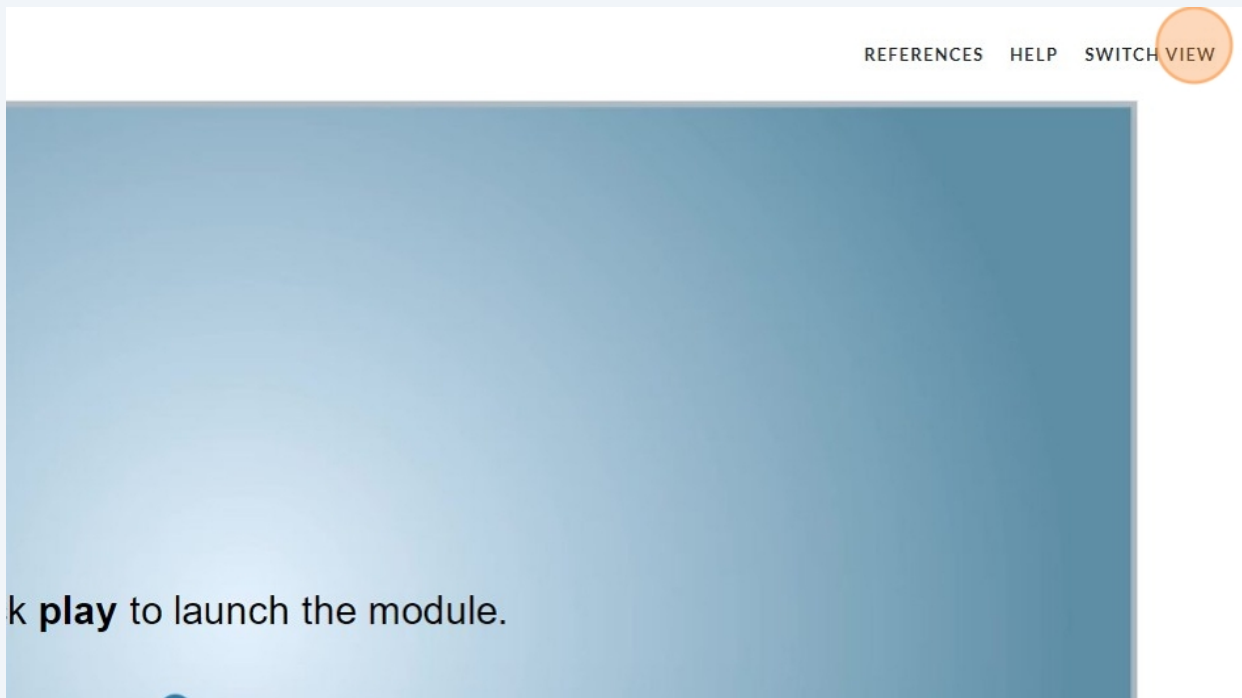 REFERENCES HELP SWITCH VIEW
k play to launch the module.